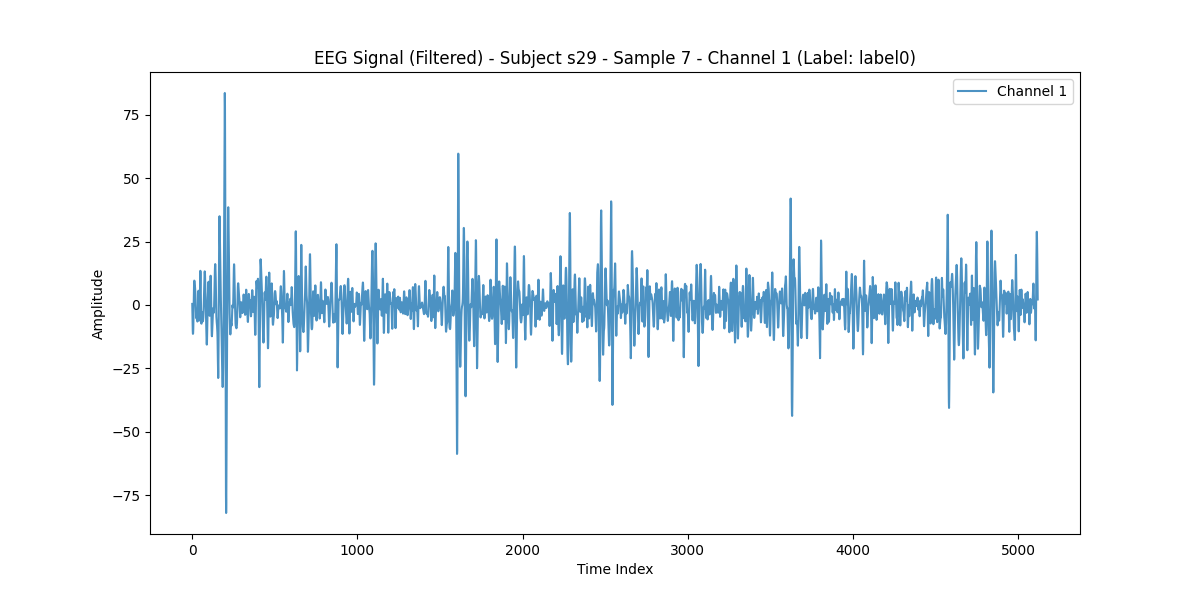 EEG Signal (Filtered) - Subject s29 - Sample 7 - Channel 1 (Label: label0)
Channel 1
75
50
25
0
−25
−50
−75
Amplitude
0 1000 2000 3000 4000 5000
Time Index